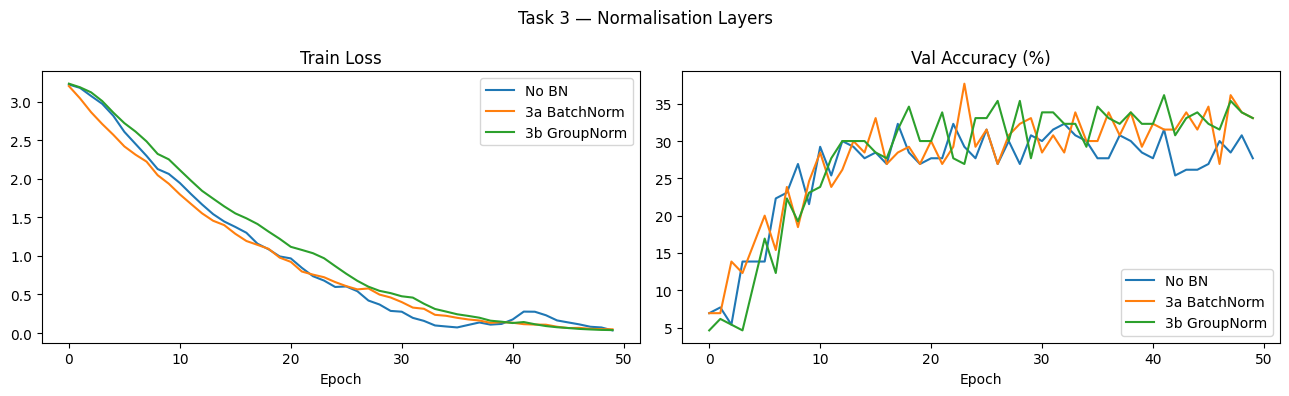 Task 3 — Normalisation Layers
Train Loss
3.0
2.5
2.0
1.5
1.0
0.5
0.0
0 10 20 30 40 50
Epoch
No BN
3a BatchNorm
3b GroupNorm
Val Accuracy (%)
35
30
25
20
15
10
5
0 10 20 30 40 50
Epoch
No BN
3a BatchNorm
3b GroupNorm